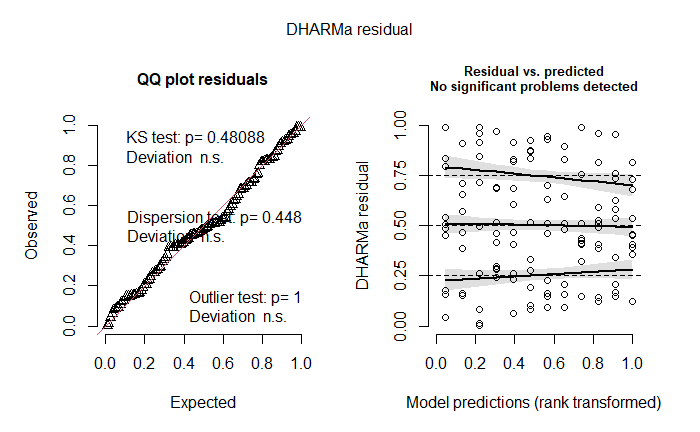 DHARMa residual
QQ plot residuals
KS test: p= 0.48088
Deviation n.s.
Dispersion test: p= 0.448
Deviation n.s.
Outlier test: p= 1
Deviation n.s.
Observed
0.0 0.2 0.4 0.6 0.8 1.0
0.0 0.2 0.4 0.6 0.8 1.0
Expected
Residual vs. predicted
No significant problems detected
DHARMa residual
0.00 0.25 0.50 0.75 1.00
0.0 0.2 0.4 0.6 0.8 1.0
Model predictions (rank transformed)